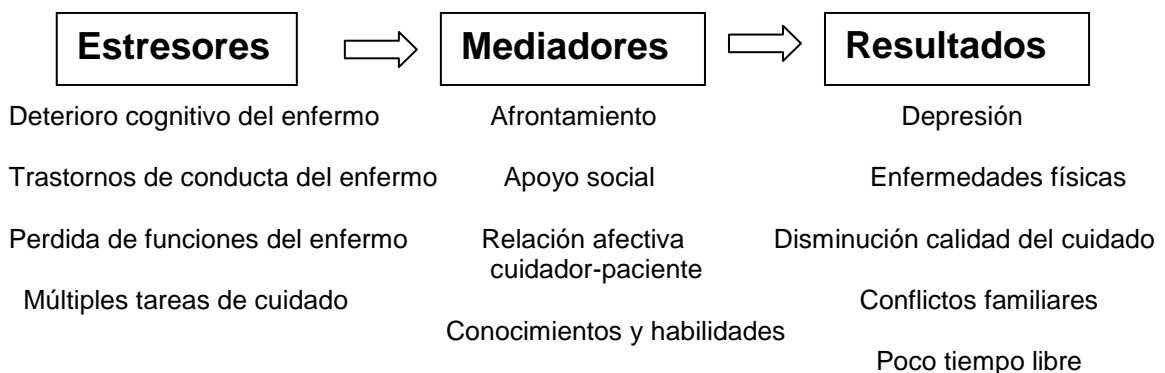 Estresores
Mediadores
Resultados
Deterioro cognitivo del enfermo
Afrontamiento
Depresión
Trastornos de conducta del enfermo
Apoyo social
Enfermedades físicas
Perdida de funciones del enfermo
Relación afectiva
cuidador-paciente
Disminución calidad del cuidado
Múltiples tareas de cuidado
Conflictos familiares
Conocimientos y habilidades
Poco tiempo libre